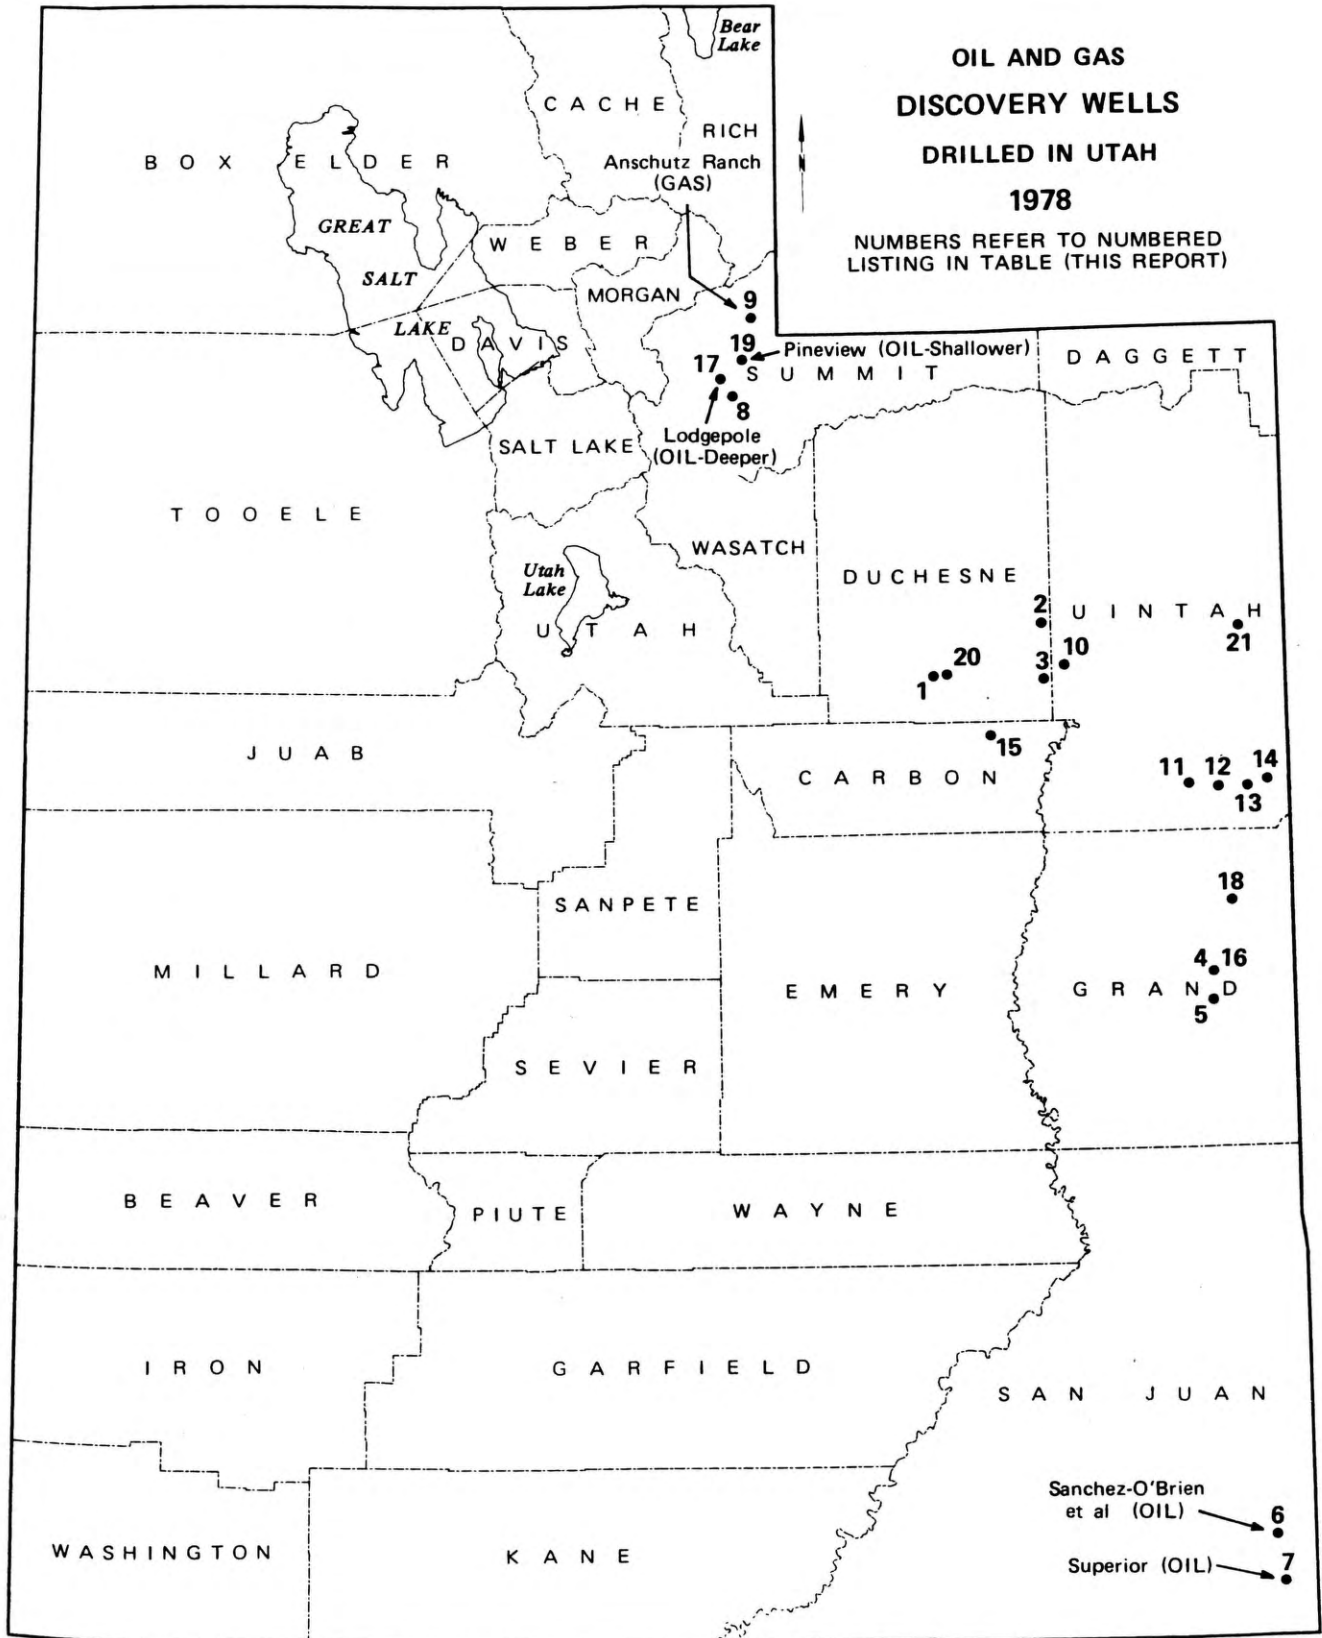 Bear
Lake
OIL AND GAS
DISCOVERY WELLS
DRILLED IN UTAH
1978
NUMBERS REFER TO NUMBERED
LISTING IN TABLE (THIS REPORT)
N
CACHE
RICH
BOX ELDER
Anschutz Ranch
(GAS)
GREAT
SALT
LAKE
WEBER
MORGAN
DAVIS
9
19
Pineview (OIL-Shallower)
17
SUMMIT
8
DAGGETT
Lodgepole
(OIL-Deeper)
SALT LAKE
TOOELE
WASATCH
Utah
Lake
UTAH
DUCHESNE
2
UINTAH
21
20
3
10
1
JUAB
15
CARBON
11
12
14
13
SANPETE
18
MILLARD
4
16
EMERY
GRAND
5
SEVIER
BEAVER
PIUTE
WAYNE
IRON
GARFIELD
SAN JUAN
Sanchez-O'Brien
et al (OIL)
6
WASHINGTON
KANE
Superior (OIL)
7